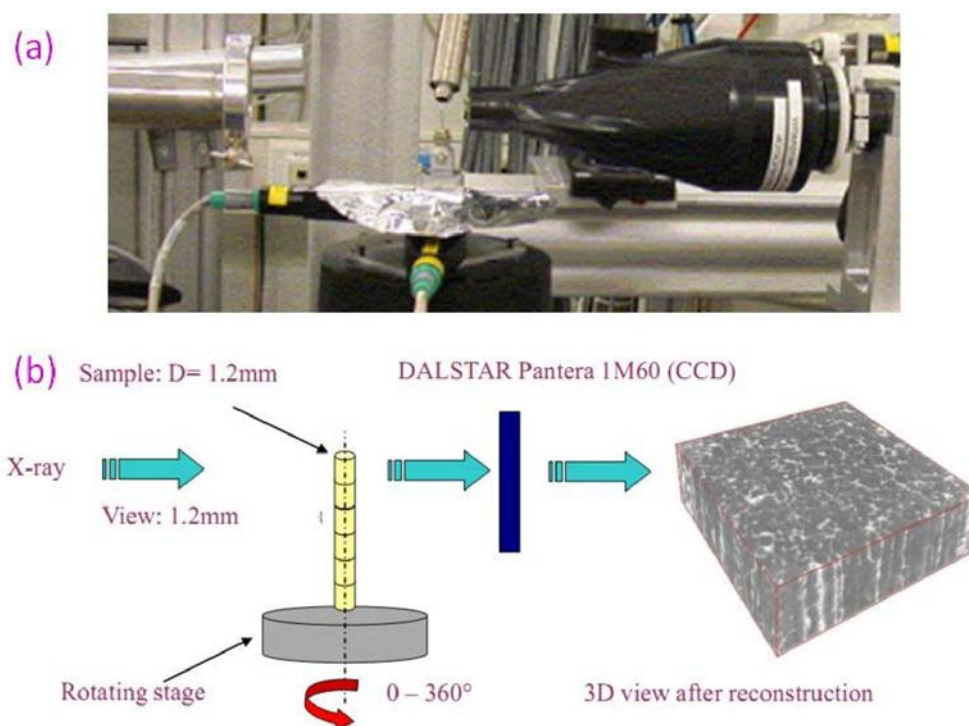 (a)
(b)
Sample: D= 1.2mm
DALSTAR Pantera 1M60 (CCD)
X-ray
View: 1.2mm
Rotating stage
0 – 360°
3D view after reconstruction